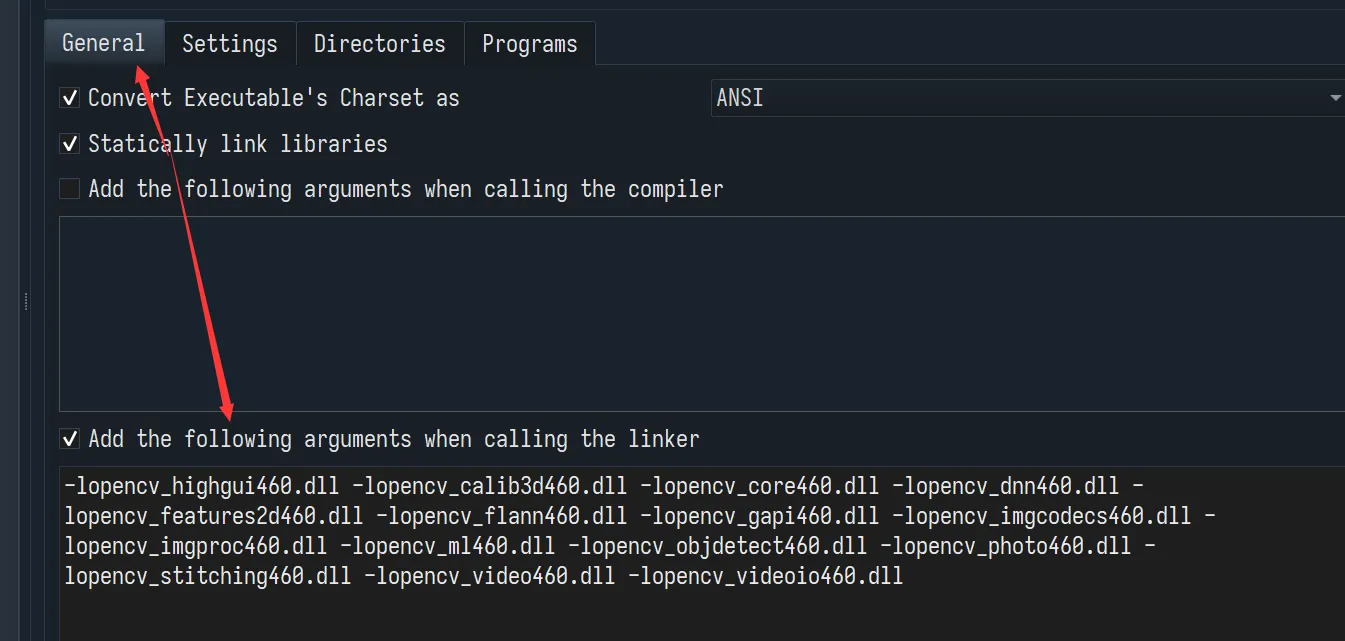 General Settings Directories Programs
Convert Executable's Charset as ANSI
Statically link libraries
Add the following arguments when calling the compiler
Add the following arguments when calling the linker
-lopencv_highgui460.dll -lopencv_calib3d460.dll -lopencv_core460.dll -lopencv_dnn460.dll -
lopencv_features2d460.dll -lopencv_flann460.dll -lopencv_gapi460.dll -lopencv_imgcodecs460.dll -
lopencv_imgproc460.dll -lopencv_ml460.dll -lopencv_objdetect460.dll -lopencv_photo460.dll -
lopencv_stitching460.dll -lopencv_video460.dll -lopencv_videoio460.dll